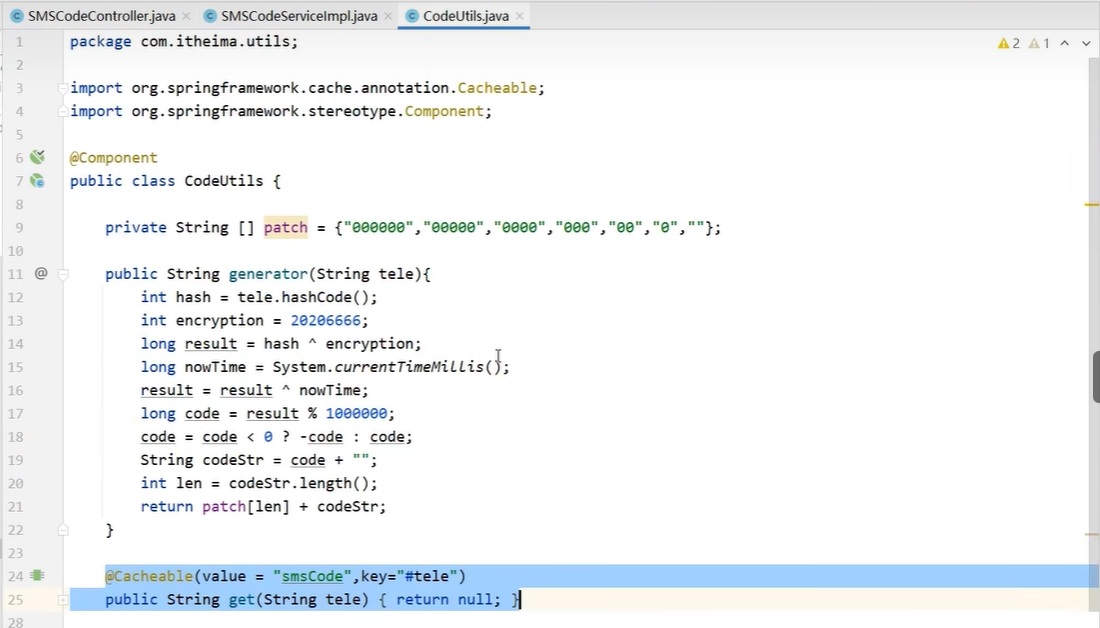 SMSCodeController.java SMSCodeServiceImpl.java CodeUtils.java
1 package com.itheima.utils; 2 1
2
3 import org.springframework.cache.annotation.Cacheable;
4 import org.springframework.stereotype.Component;
5
6 @Component
7 public class CodeUtils {
8
9 private String [] patch = {"000000","00000","0000","000","00","0",""};
10
11 @ public String generator(String tele){
12 int hash = tele.hashCode();
13 int encryption = 20206666;
14 long result = hash ^ encryption;
15 long nowTime = System.currentTimeMillis();
16 result = result ^ nowTime;
17 long code = result % 1000000;
18 code = code < 0 ? -code : code;
19 String codeStr = code + "";
20 int len = codeStr.length();
21 return patch[len] + codeStr;
22 }
23
24 @Cacheable(value = "smsCode",key="#tele")
25 public String get(String tele) { return null; }
28